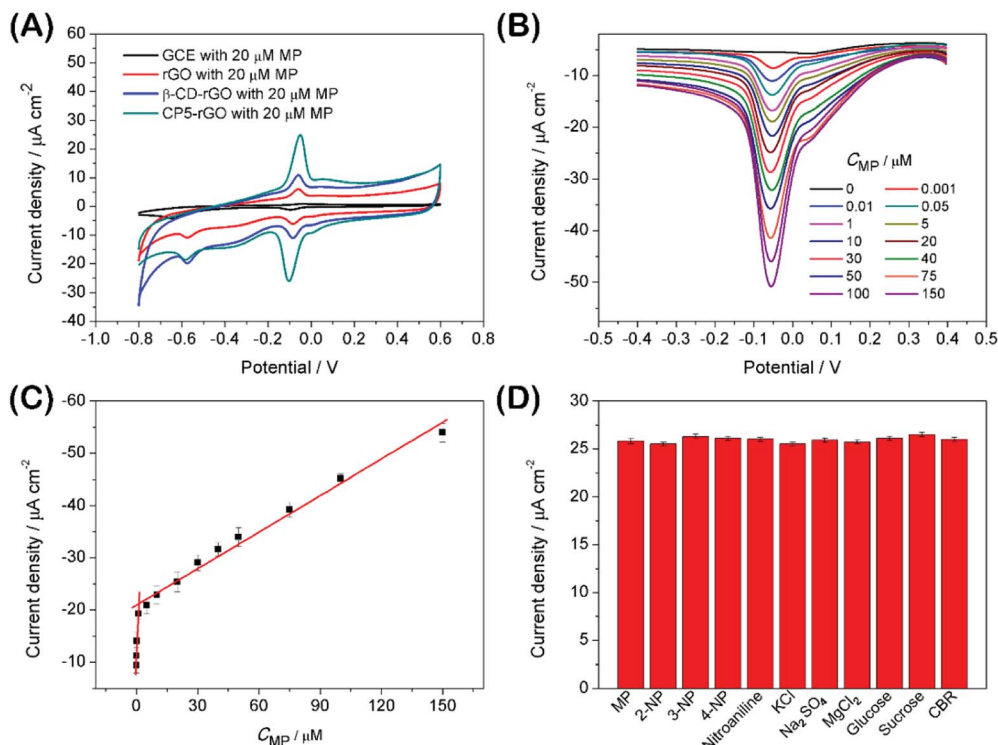 (A)
Current density / μA cm-2
60
50
40
30
20
10
0
-10
-20
-30
-40
-1.0 -0.8 -0.6 -0.4 -0.2 0.0 0.2 0.4 0.6 0.8
Potential / V
GCE with 20 μM MP
rGO with 20 μM MP
β-CD-rGO with 20 μM MP
CP5-rGO with 20 μM MP
(B)
Current density / μA cm-2
-10
-20
-30
-40
-50
-0.5 -0.4 -0.3 -0.2 -0.1 0.0 0.1 0.2 0.3 0.4 0.5
Potential / V
CMP / μM
0 0.001
0.01 0.05
1 5
10 20
30 40
50 75
100 150
(C)
Current density / μA cm-2
-60
-50
-40
-30
-20
-10
0 30 60 90 120 150
CMP / μM
(D)
Current density / μA cm-2
30
25
20
15
10
5
0
MP 2-NP 3-NP 4-NP Nitroaniline KCl Na2SO4 MgCl2 Glucose Sucrose CBR